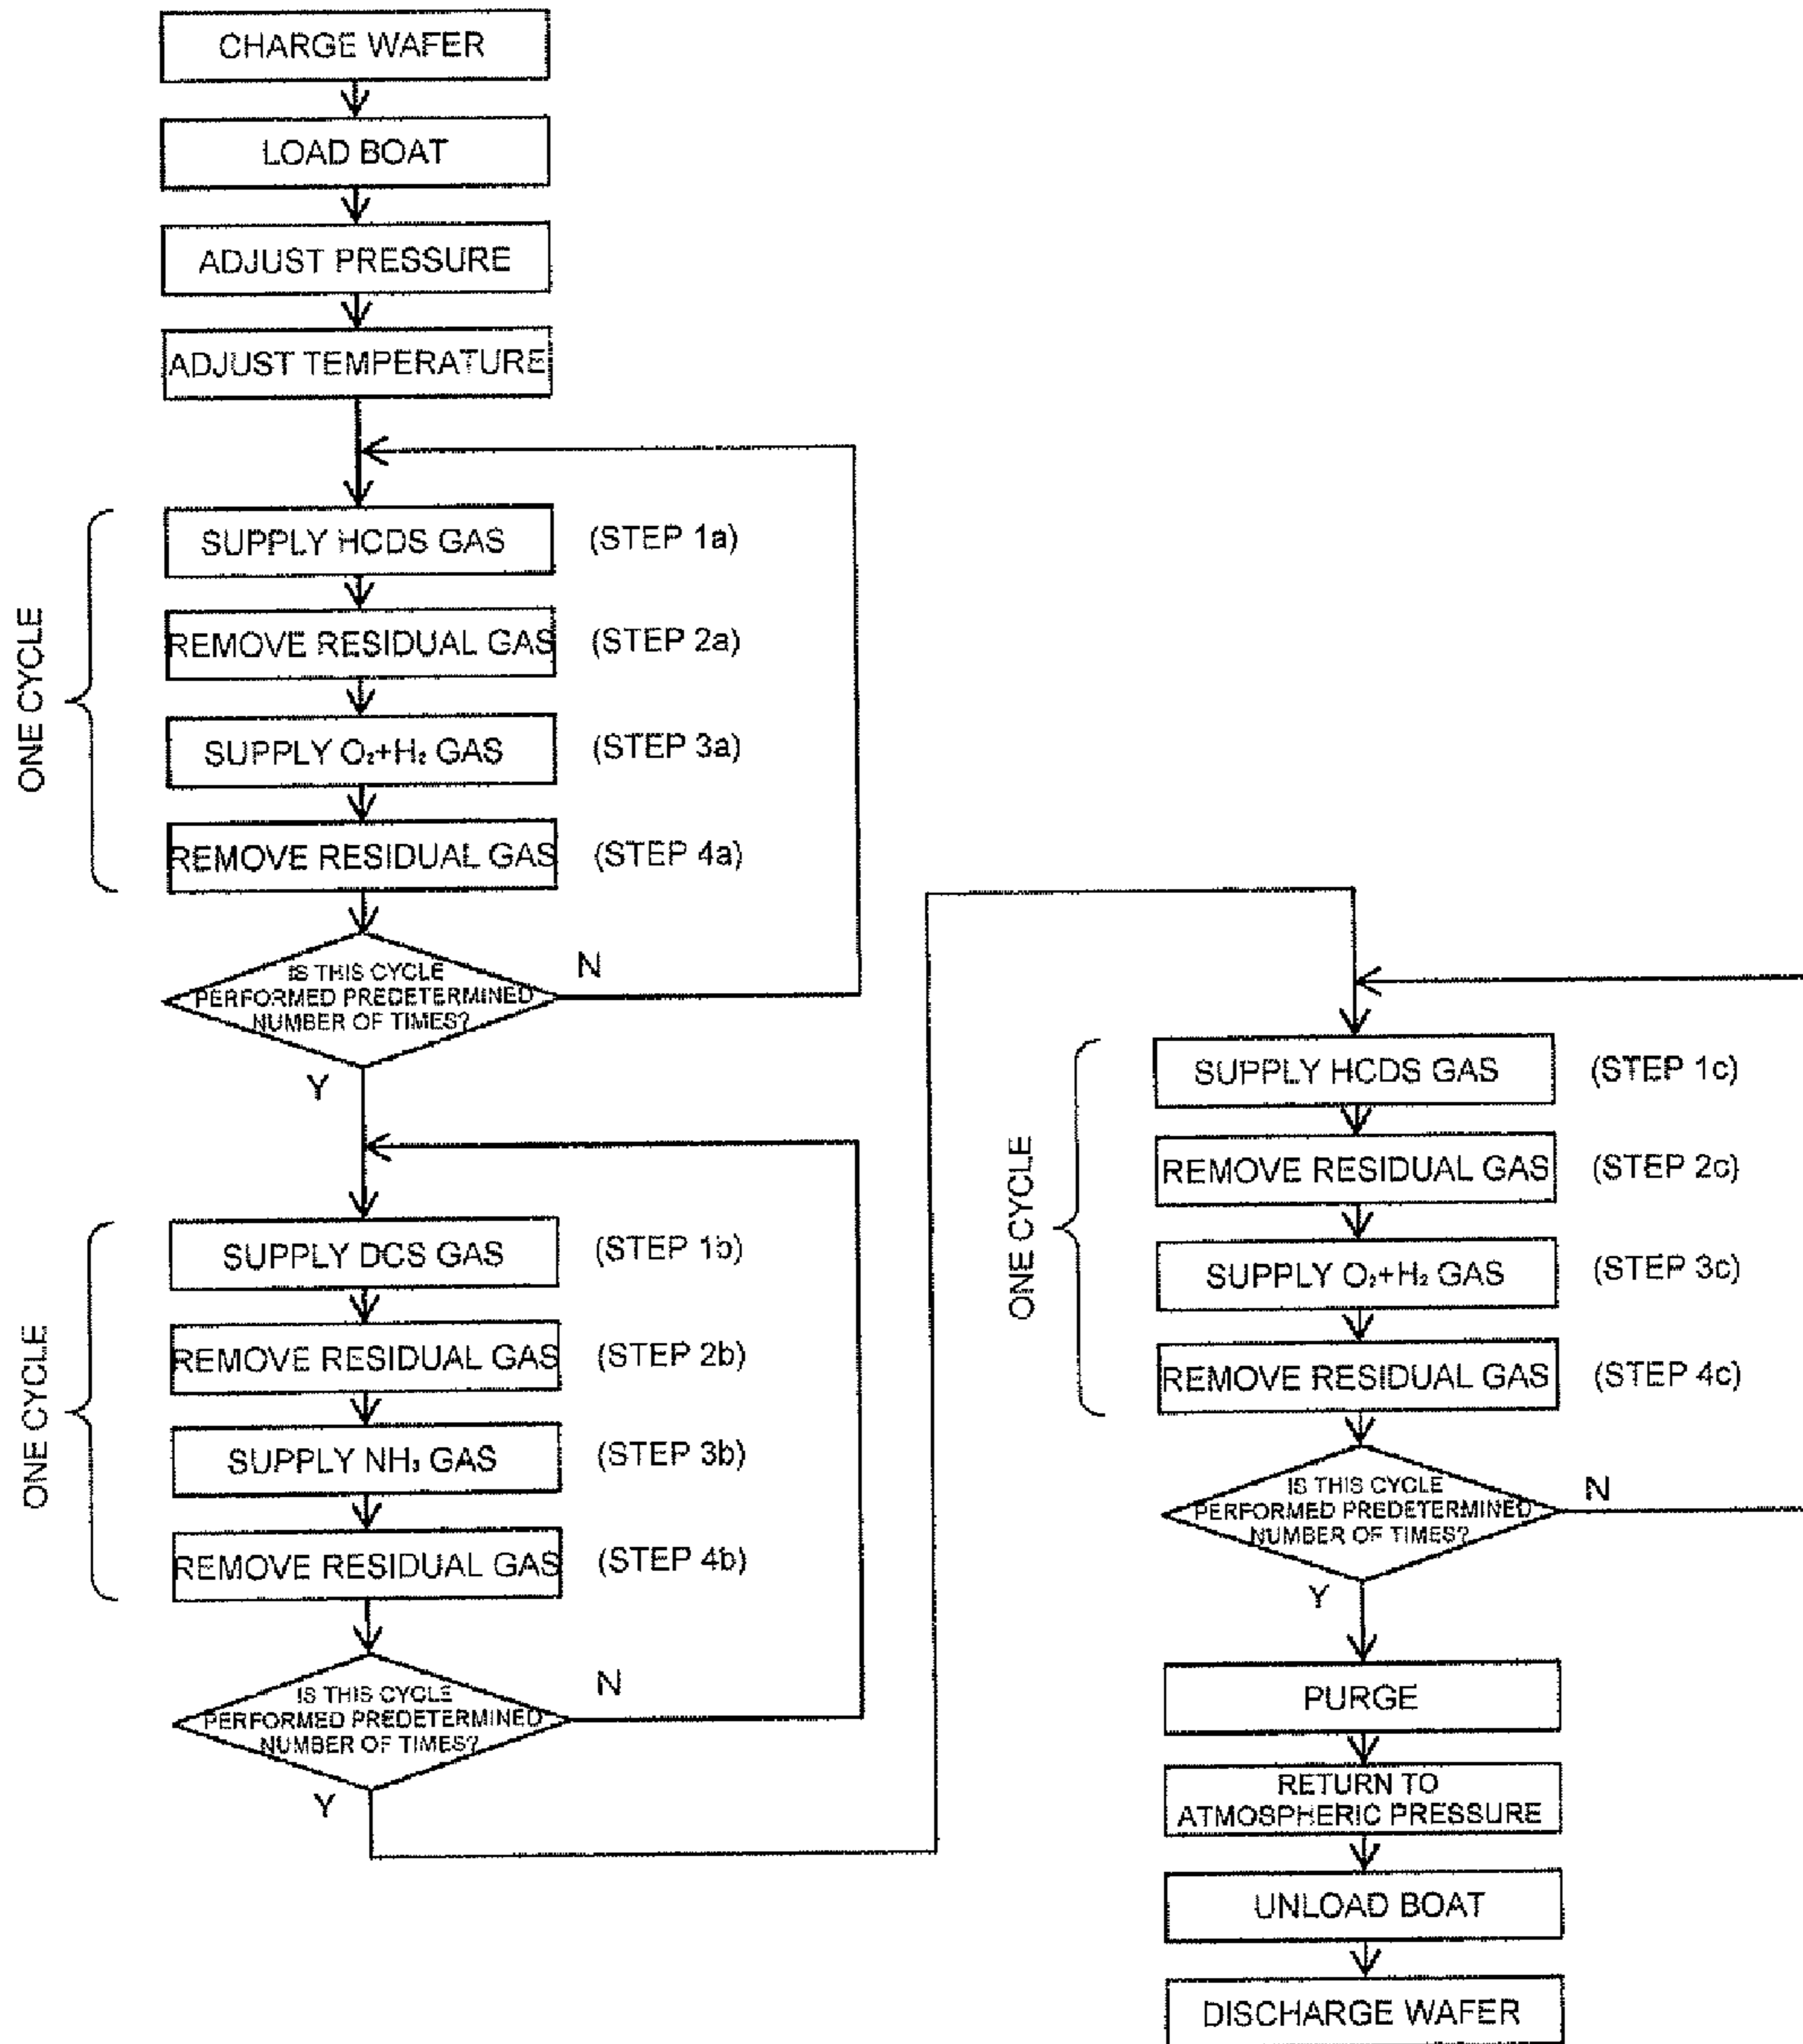 CHARGE WAFER
LOAD BOAT
ADJUST PRESSURE
ADJUST TEMPERATURE
ONE CYCLE
SUPPLY HCDS GAS (STEP 1a)
REMOVE RESIDUAL GAS (STEP 2a)
SUPPLY O₂+H₂ GAS (STEP 3a)
REMOVE RESIDUAL GAS (STEP 4a)
IS THIS CYCLE
PERFORMED PREDETERMINED
NUMBER OF TIMES?
N
Y
ONE CYCLE
SUPPLY DCS GAS (STEP 1b)
REMOVE RESIDUAL GAS (STEP 2b)
SUPPLY NH₃ GAS (STEP 3b)
REMOVE RESIDUAL GAS (STEP 4b)
IS THIS CYCLE
PERFORMED PREDETERMINED
NUMBER OF TIMES?
N
Y
ONE CYCLE
SUPPLY HCDS GAS (STEP 1c)
REMOVE RESIDUAL GAS (STEP 2c)
SUPPLY O₂+H₂ GAS (STEP 3c)
REMOVE RESIDUAL GAS (STEP 4c)
IS THIS CYCLE
PERFORMED PREDETERMINED
NUMBER OF TIMES?
N
Y
PURGE
RETURN TO
ATMOSPHERIC PRESSURE
UNLOAD BOAT
DISCHARGE WAFER